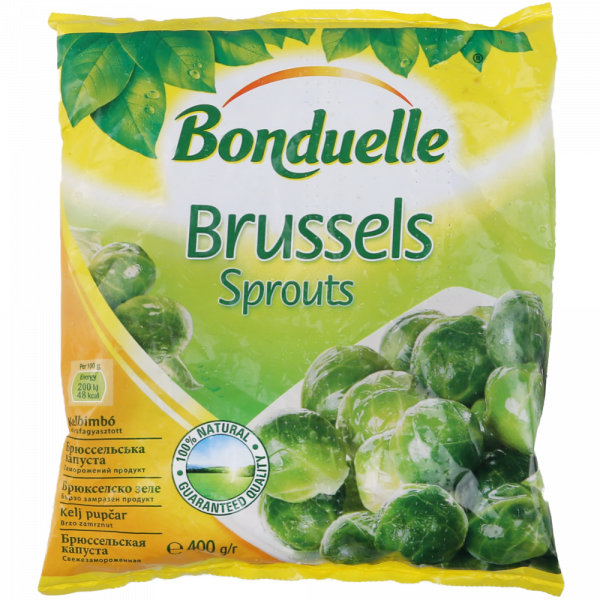 ®
Bonduelle
Brussels
Sprouts
Per 100 g
Energy
200 kJ
48 kcal
Kelbimbó
Gyorsfagyasztott
Брюссельська
капуста
Заморожений продукт
Брюкселско зеле
Бързо замразен продукт
Kelj pupčar
Brzo zamrznut
Брюссельская
капуста
Свежезамороженная
100% NATURAL
GUARANTEED QUALITY
e 400 g/г